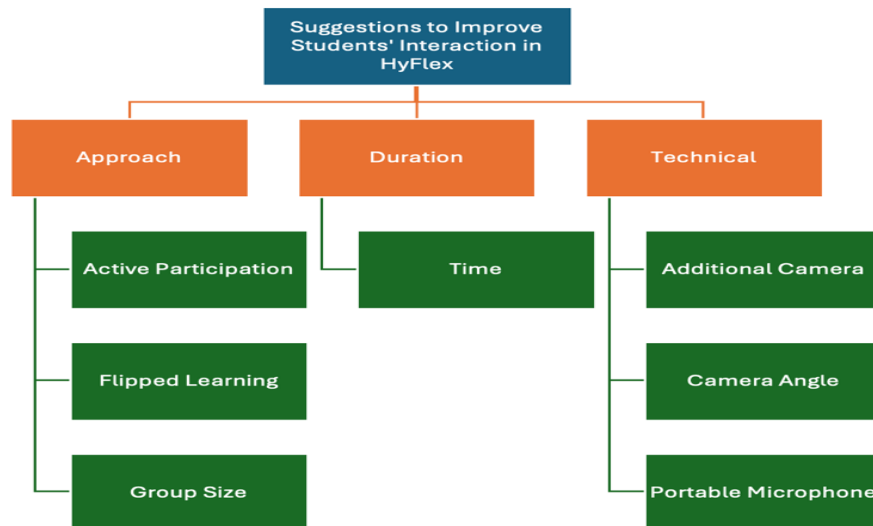 Suggestions to Improve
Students' Interaction in
HyFlex
Approach
Duration
Technical
Active Participation
Time
Additional Camera
Flipped Learning
Camera Angle
Group Size
Portable Microphone